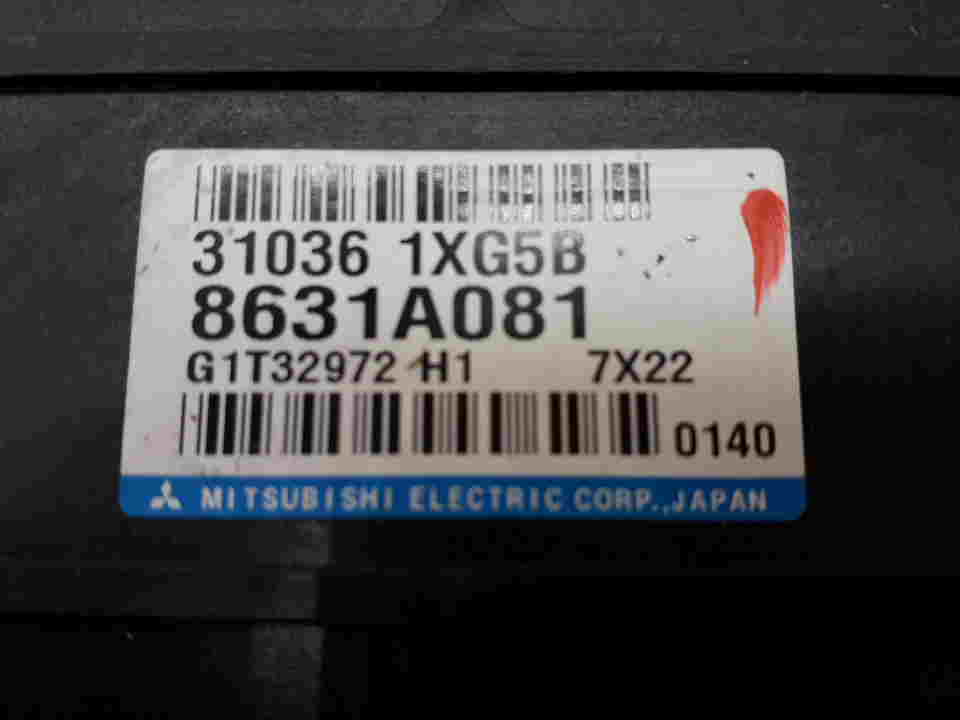 31036 1XG5B
8631A081
G1T32972 H1 7X22
0140
MITSUBISHI ELECTRIC CORP.,JAPAN